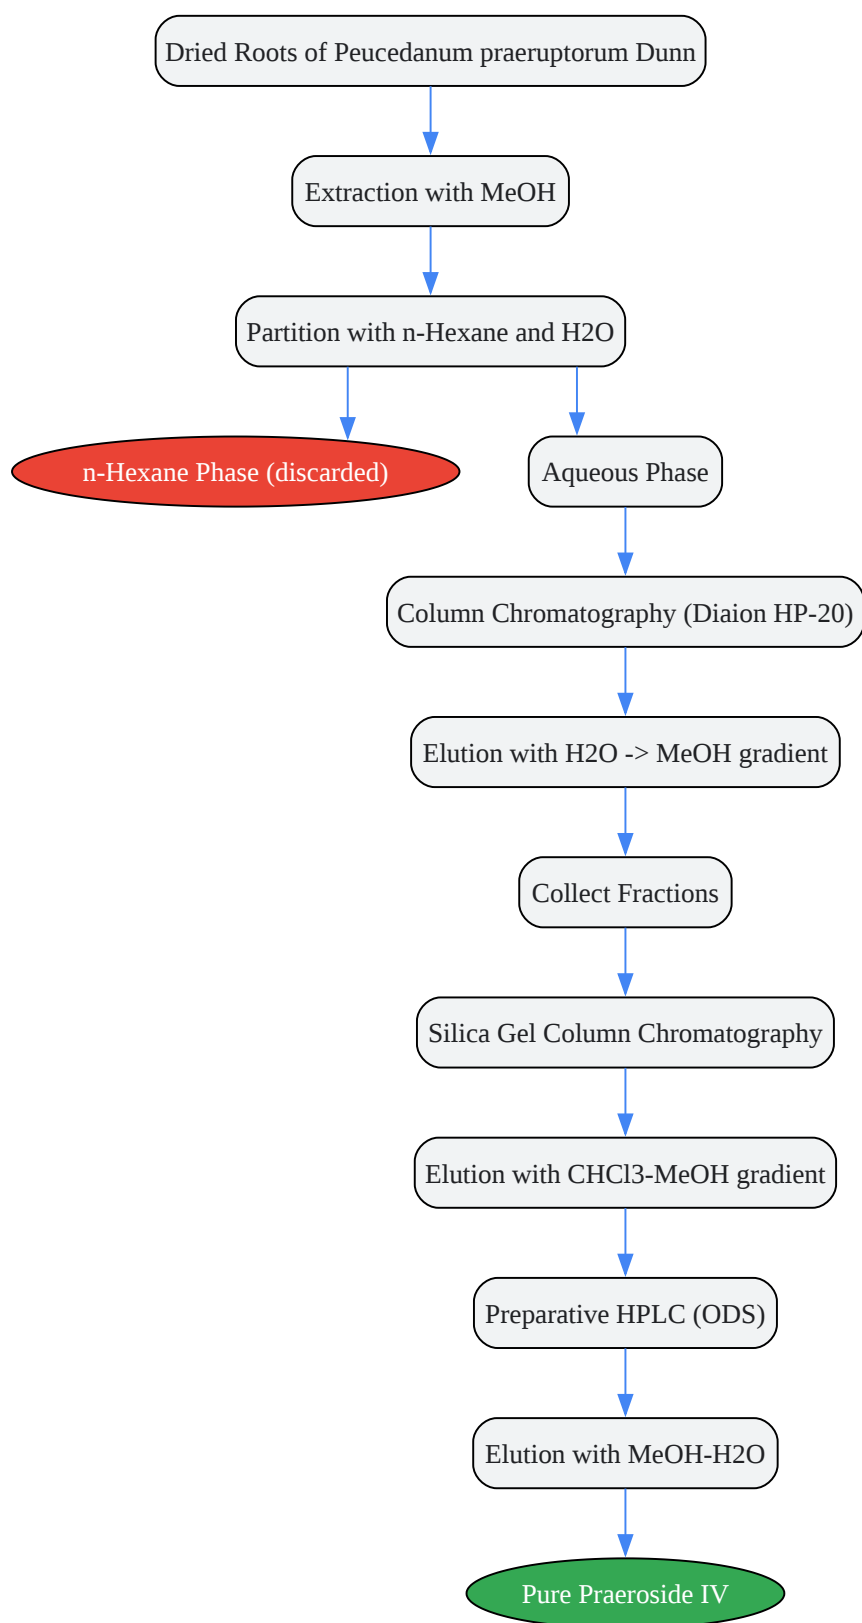 Dried Roots of Peucedanum praeruptorum Dunn
Extraction with MeOH
Partition with n-Hexane and H2O
n-Hexane Phase (discarded)
Aqueous Phase
Column Chromatography (Diaion HP-20)
Elution with H2O -> MeOH gradient
Collect Fractions
Silica Gel Column Chromatography
Elution with CHCl3-MeOH gradient
Preparative HPLC (ODS)
Elution with MeOH-H2O
Pure Praeroside IV